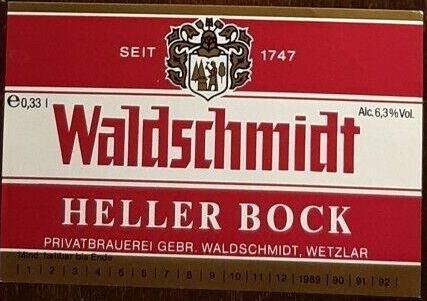 SEIT 1747
℮ 0,33 l
Alc. 6,3 % Vol.
Waldschmidt
HELLER BOCK
PRIVATBRAUEREI GEBR. WALDSCHMIDT, WETZLAR
Mind. haltbar bis Ende
| 1 | 2 | 3 | 4 | 5 | 6 | 7 | 8 | 9 | 10 | 11 | 12 | 1989 | 90 | 91 | 92 |